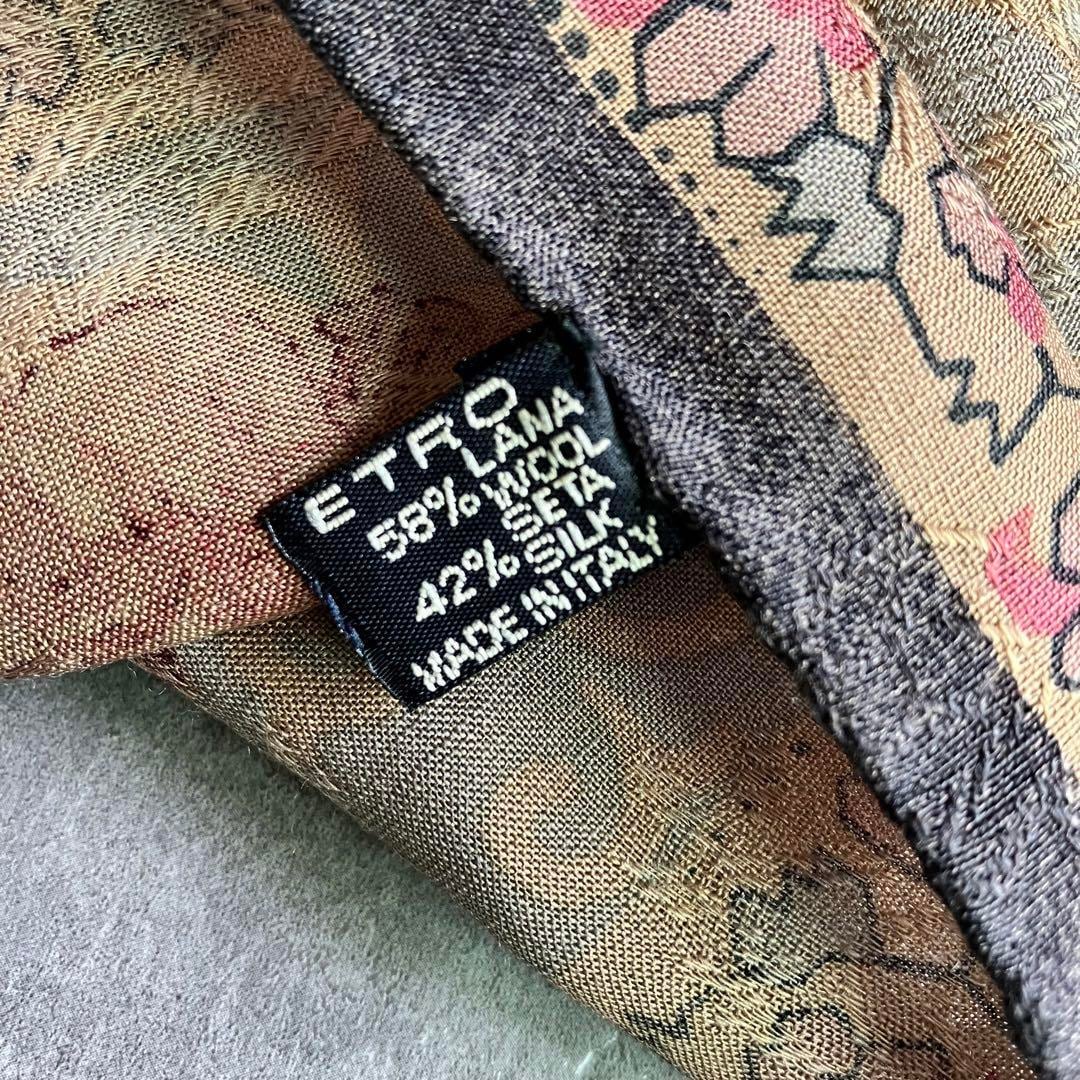 ETRO
58% LANA
WOOL
42% SETA
SILK
MADE IN ITALY